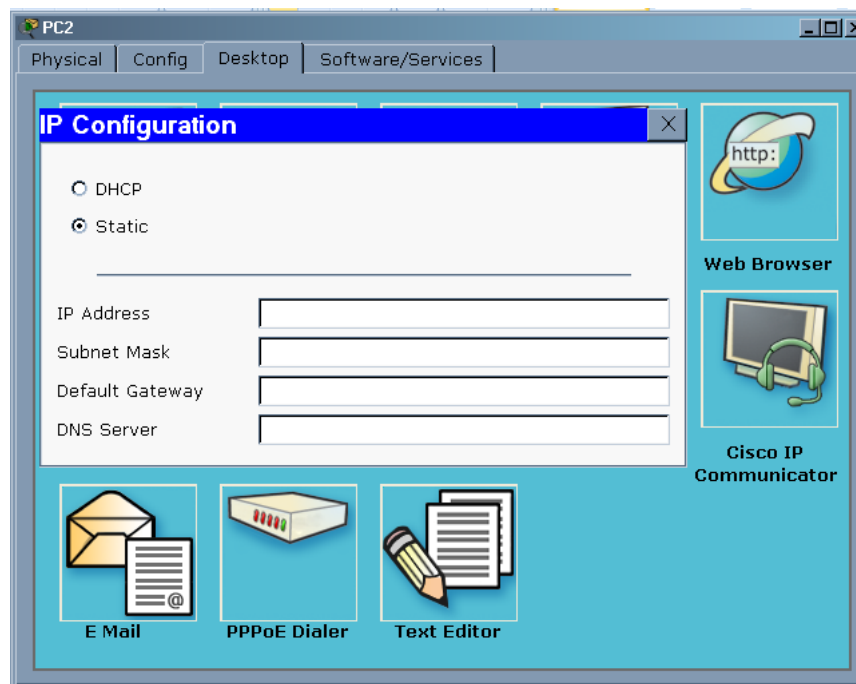 PC2
Physical Config Desktop Software/Services
IP Configuration
DHCP
Static
IP Address
Subnet Mask
Default Gateway
DNS Server
http:
Web Browser
Cisco IP
Communicator
@
E Mail
PPPoE Dialer
Text Editor